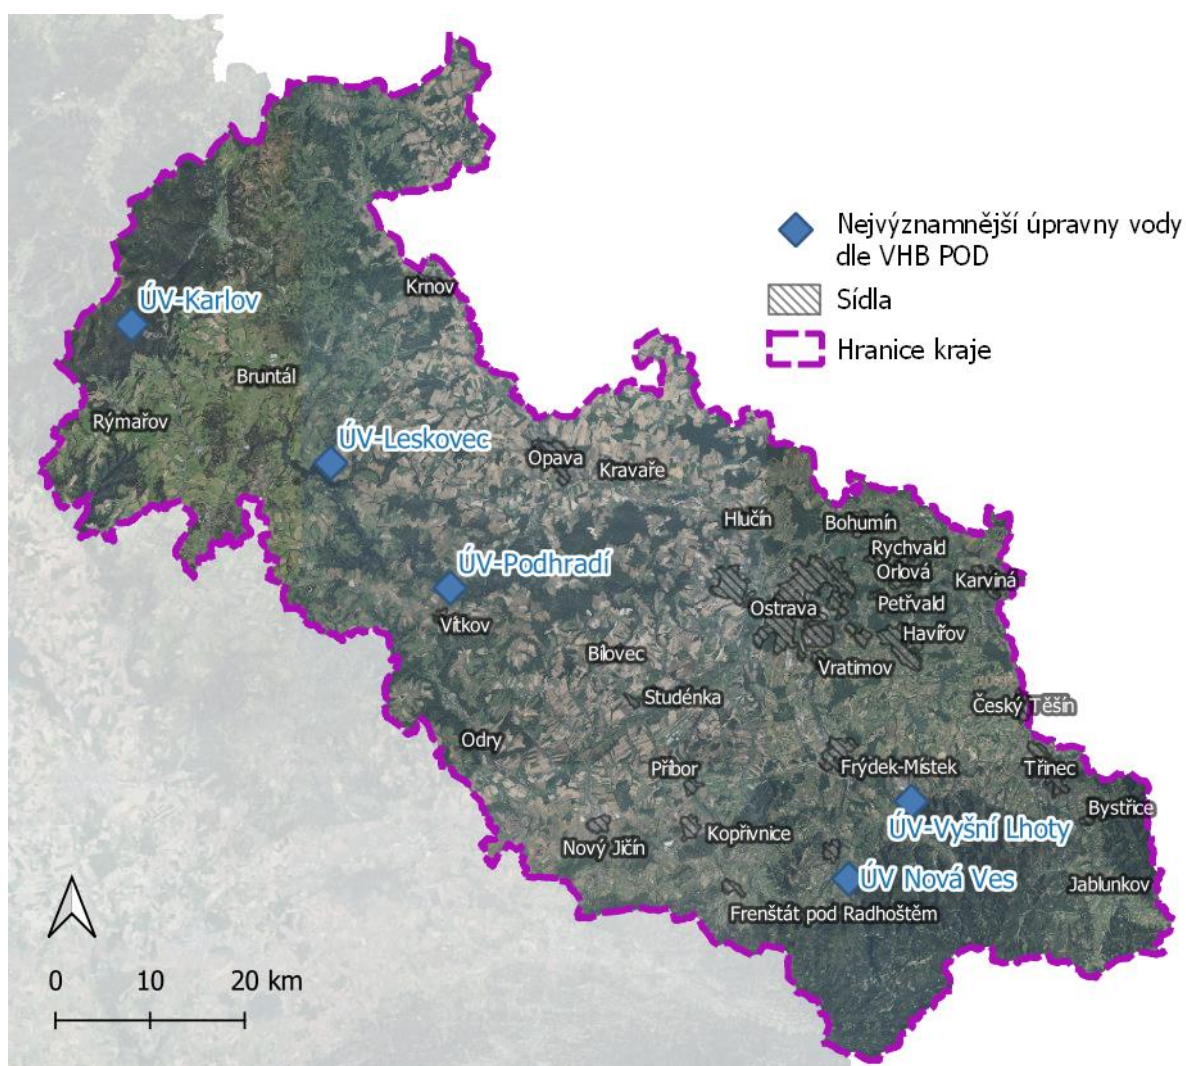 Nejvýznamnější úpravny vody
dle VHB POD
Sídla
Hranice kraje
Krnov
ÚV-Karlov
Bruntál
Rýmařov
ÚV-Leskovec
Opava
Kravaře
Hlučín
Bohumín
Rychvald
Orlová
Karviná
ÚV-Podhradí
Petřvald
Ostrava
Vítkov
Havířov
Bílovec
Vratimov
Studénka
Český Těšín
Odry
Příbor
Frýdek-Místek
Třinec
Bystřice
ÚV-Vyšní Lhoty
Kopřivnice
Nový Jičín
ÚV Nová Ves
Jablunkov
Frenštát pod Radhoštěm
0 10 20 km